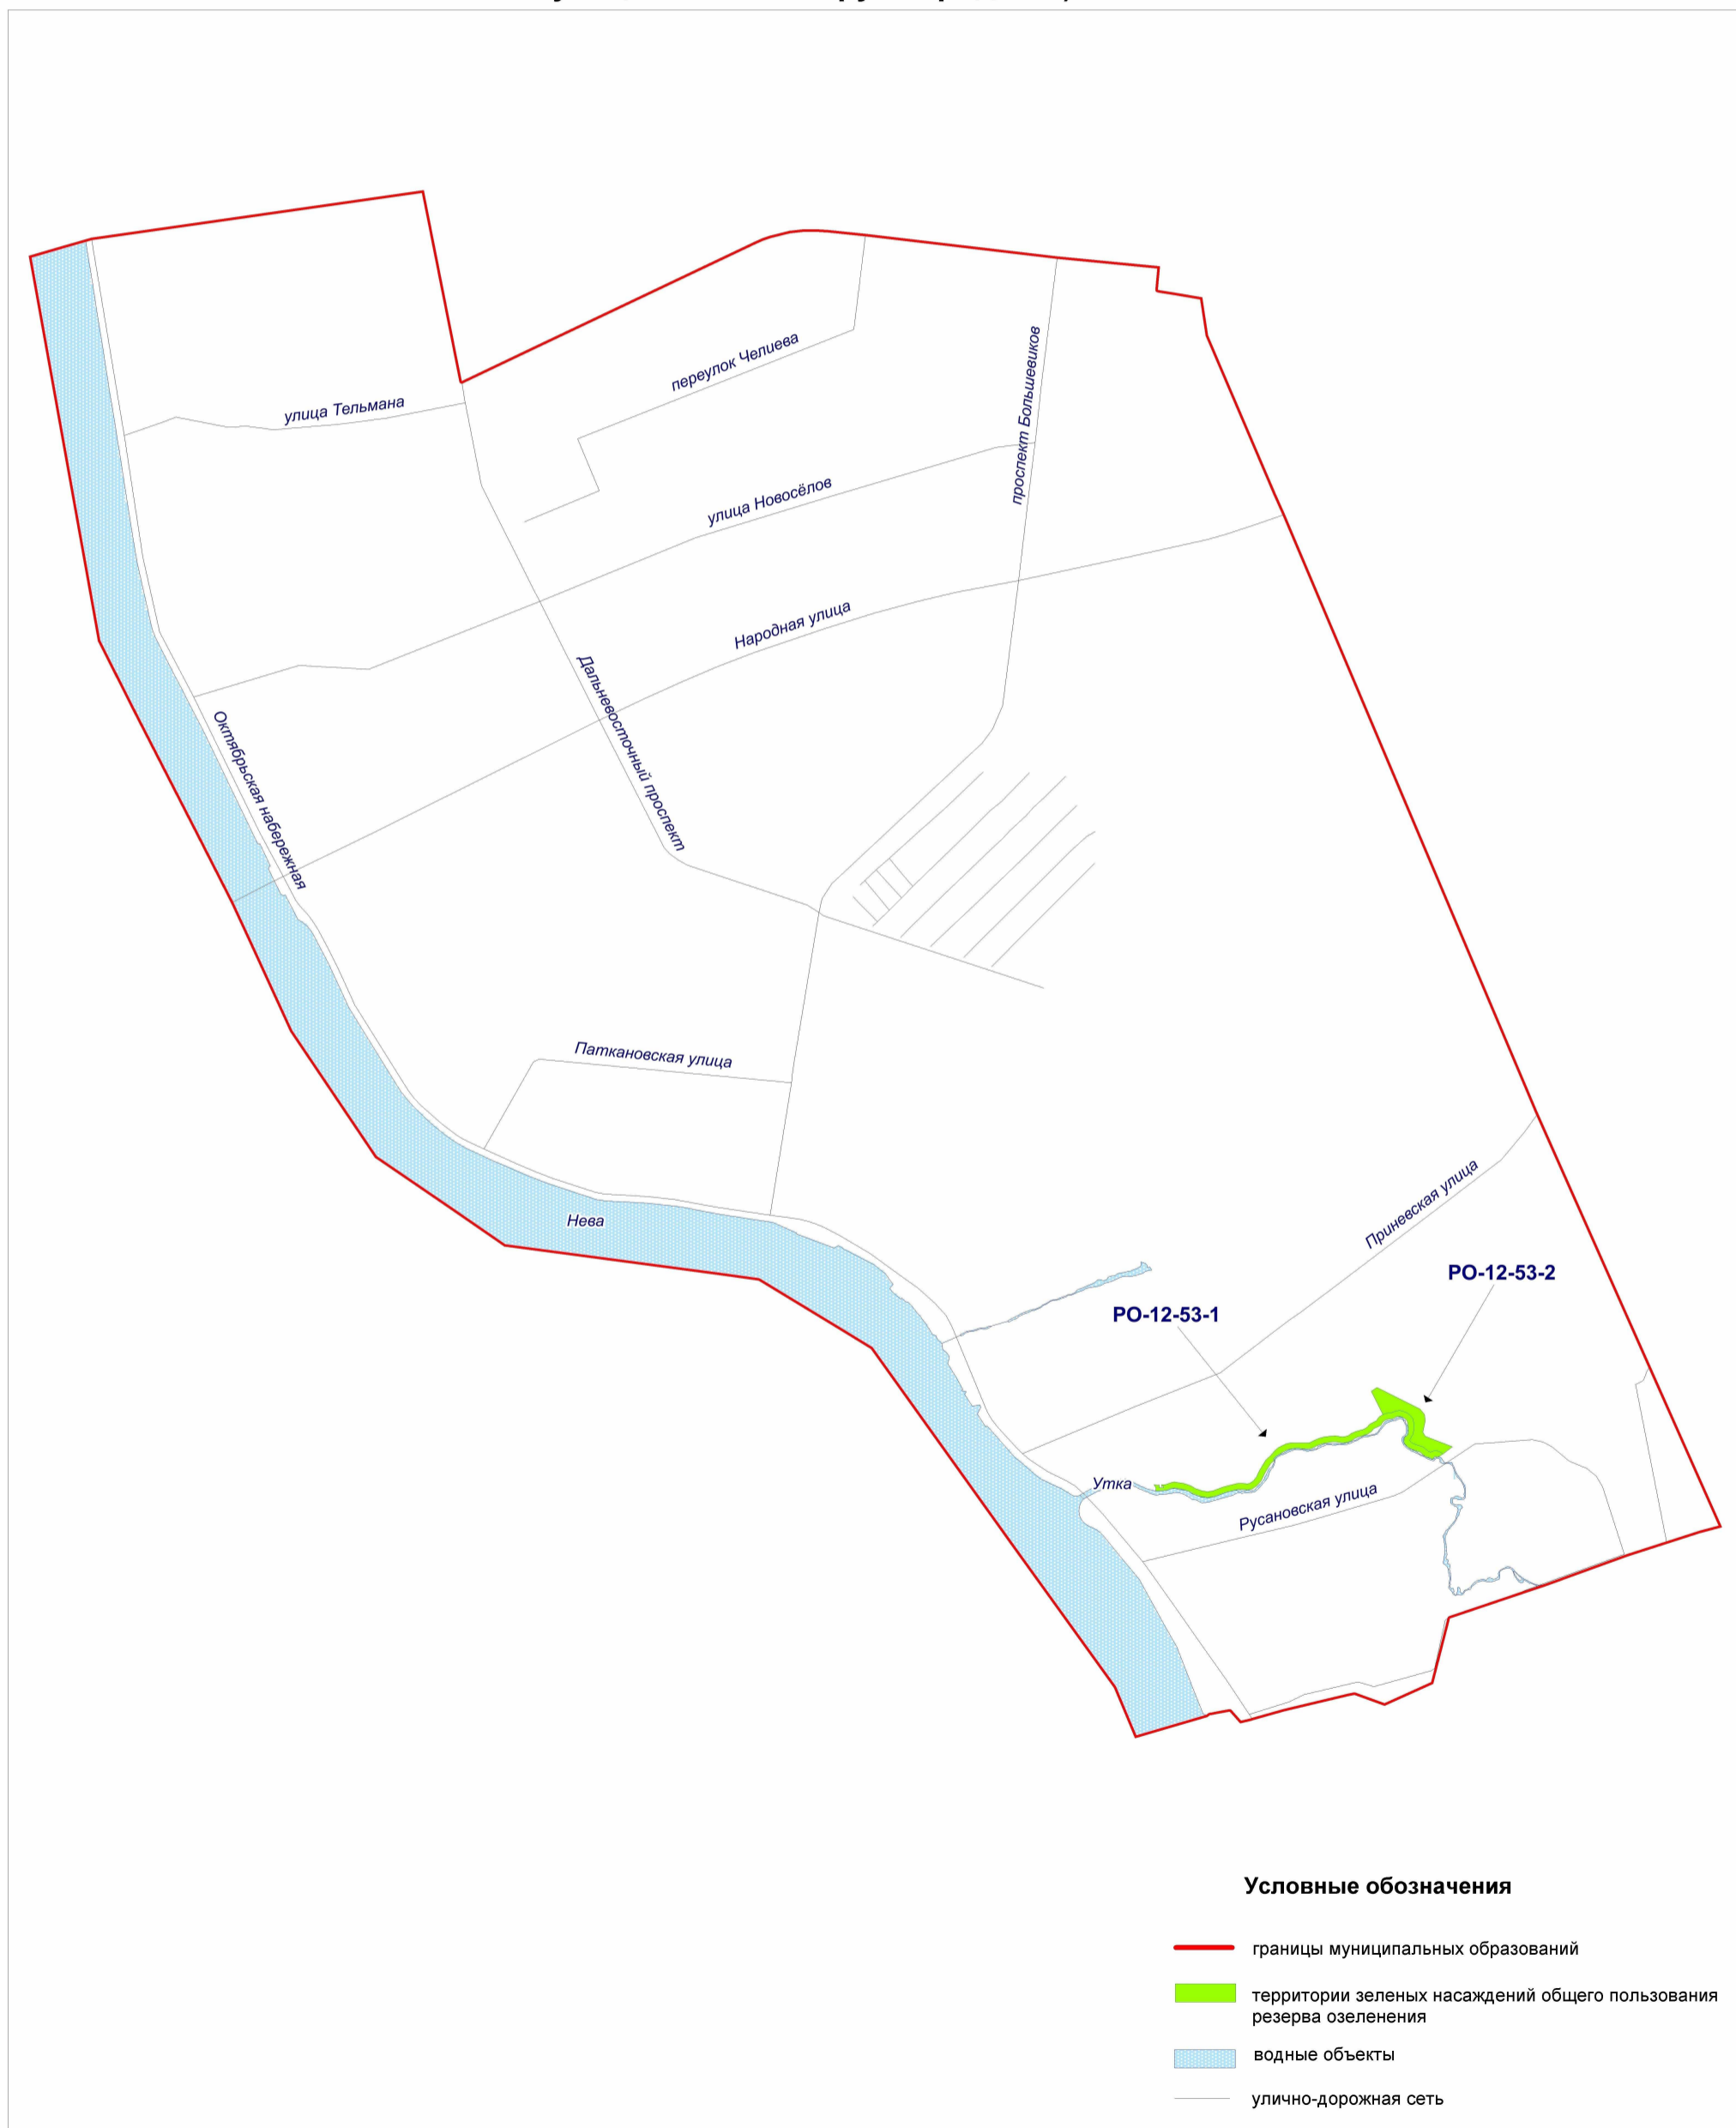 переулок Челиева
улица Тельмана
проспект Большевиков
улица Новосёлов
Народная улица
Дальневосточный проспект
Октябрьская набережная
Паткановская улица
Нева
Приневская улица
РО-12-53-2
РО-12-53-1
Утка
Русановская улица
Условные обозначения
границы муниципальных образований
территории зеленых насаждений общего пользования
резерва озеленения
водные объекты
улично-дорожная сеть